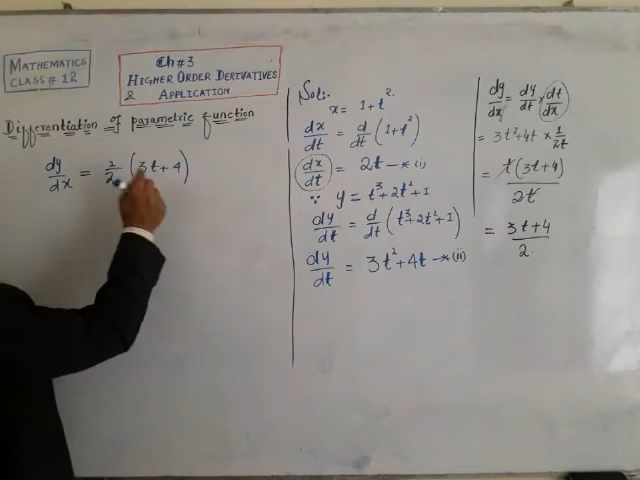 MATHEMATICS
CLASS # 12
Ch # 3
HIGHER ORDER DERIVATIVES
& APPLICATION
Differentiation of parametric function
dy/dx = 1/2 (3t+4)
Sol:-
x = 1+t².
dx/dt = d/dt (1+t²)
dx/dt = 2t —* (i)
∵ y = t³+2t²+1
dy/dt = d/dt (t³+2t²+1)
dy/dt = 3t²+4t —* (ii)
dy/dx = dy/dt × dt/dx
= 3t²+4t × 1/2t
= t(3t+4)/2t
= 3t+4/2